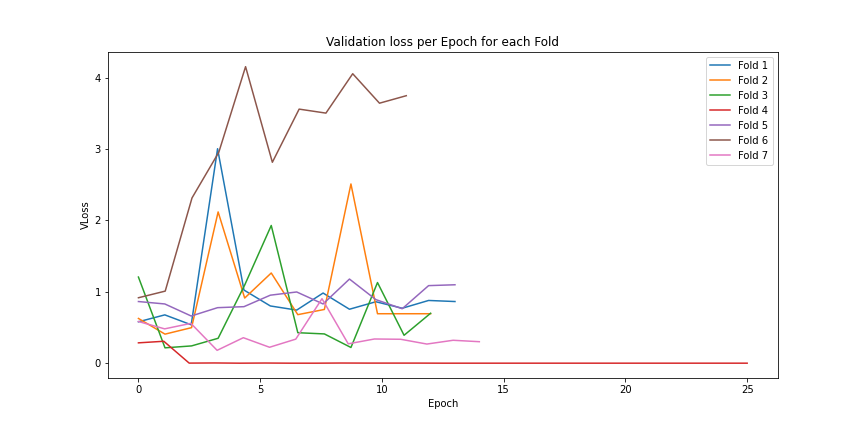 Validation loss per Epoch for each Fold
Fold 1
Fold 2
Fold 3
Fold 4
Fold 5
Fold 6
Fold 7
4
3
2
1
0
VLoss
0 5 10 15 20 25
Epoch